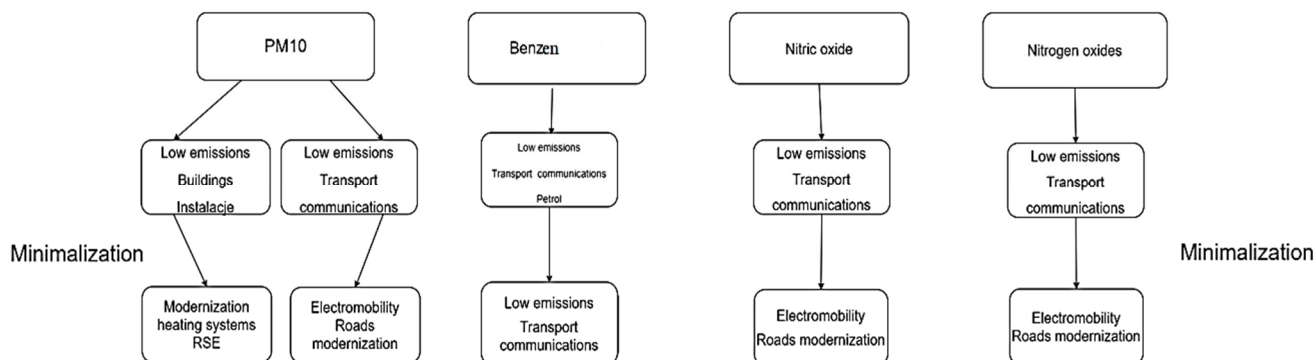 PM10
Benzen
Nitric oxide
Nitrogen oxides
Low emissions
Buildings
Instalacje
Low emissions
Transport
communications
Low emissions
Transport communications
Petrol
Low emissions
Transport
communications
Low emissions
Transport
communications
Minimalization
Minimalization
Modernization
heating systems
RSE
Electromobility
Roads
modernization
Low emissions
Transport
communications
Electromobility
Roads modernization
Electromobility
Roads modernization